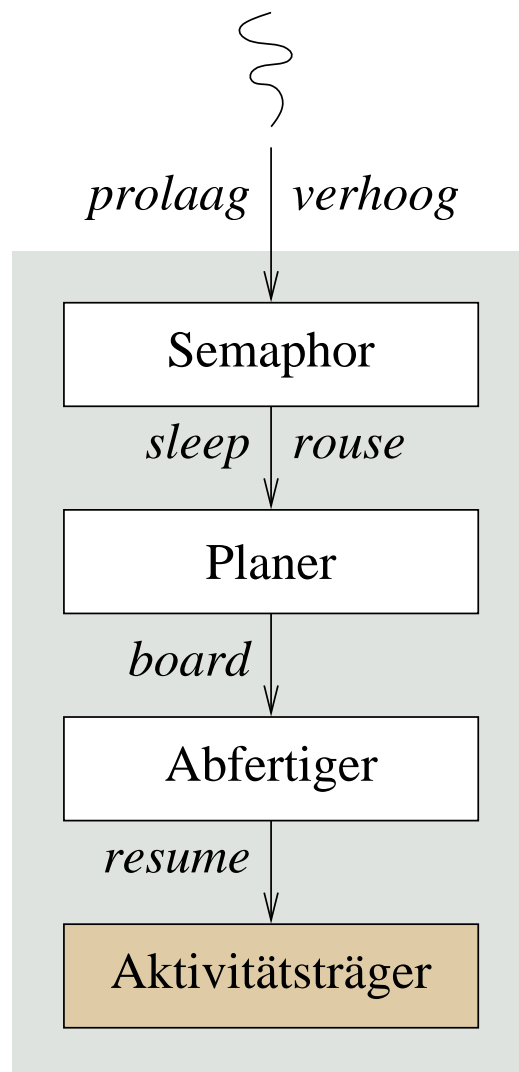 prolaag verhoog
Semaphor
sleep rouse
Planer
board
Abfertiger
resume
Aktivitätsträger